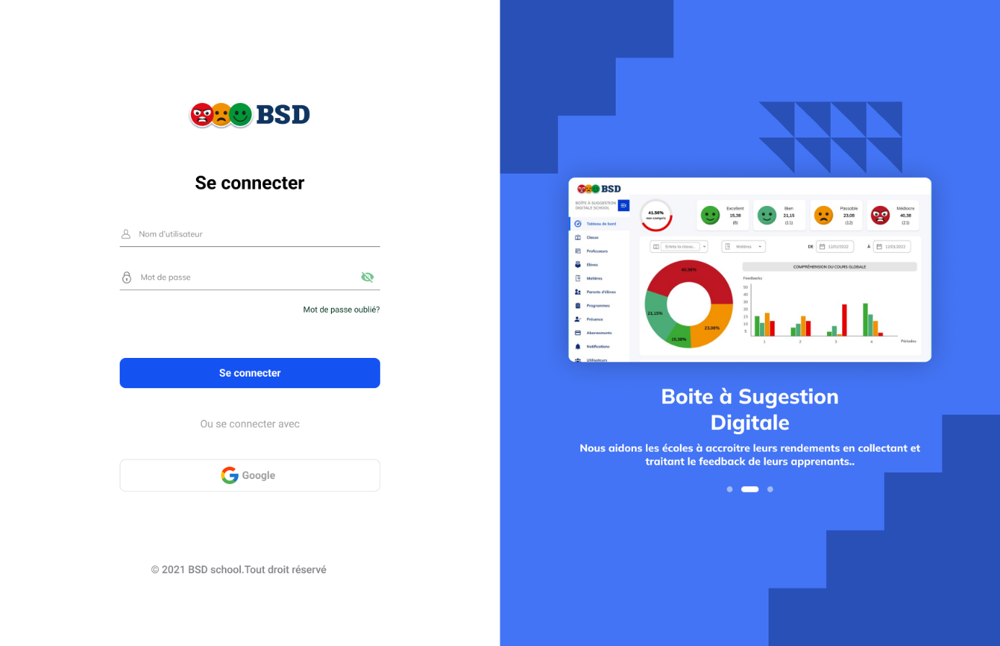 BSD
Se connecter
Nom d'utilisateur
Mot de passe
Mot de passe oublié?
Se connecter
Ou se connecter avec
Google
© 2021 BSD school.Tout droit réservé
BSD
BOÎTE À SUGGESTION
DIGITALE SCHOOL
Tableau de bord
Classe
Professeurs
Elèves
Matières
Parents d'élèves
Programmes
Présence
Abonnements
Notifications
Utilisateurs
41.56%
non compris
Excellent
15,38
(8)
Bien
21,15
(11)
Passable
23,08
(12)
Médiocre
40,38
(21)
Entrée la classe...
Matières
DE
12/01/2022
À
12/01/2022
40,38%
21,15%
15,38%
23,08%
COMPRÉHENSION DU COURS GLOBALE
Feedbacks
50
40
30
20
15
10
5
1
2
3
4
Périodes
Boite à Sugestion
Digitale
Nous aidons les écoles à accroitre leurs rendements en collectant et
traitant le feedback de leurs apprenants..